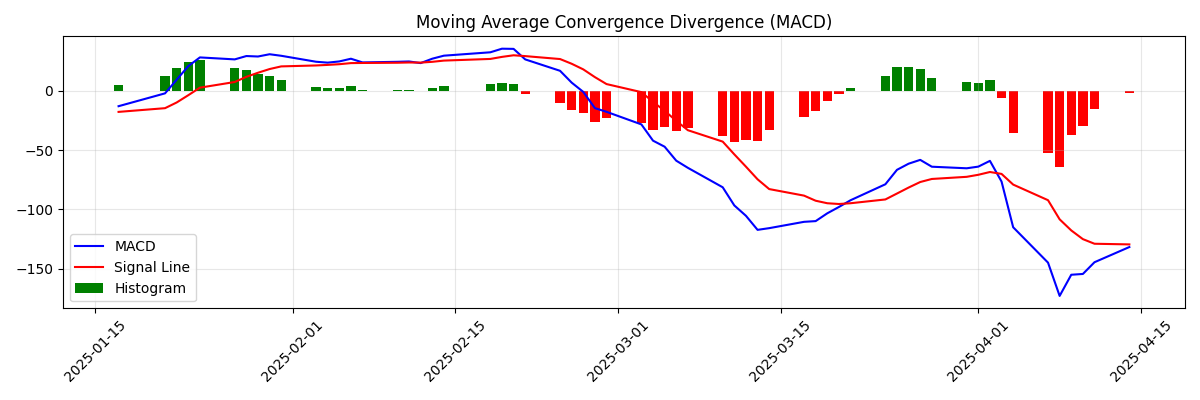 Moving Average Convergence Divergence (MACD)
0
−50
−100
−150
MACD
Signal Line
Histogram
2025-01-15
2025-02-01
2025-02-15
2025-03-01
2025-03-15
2025-04-01
2025-04-15